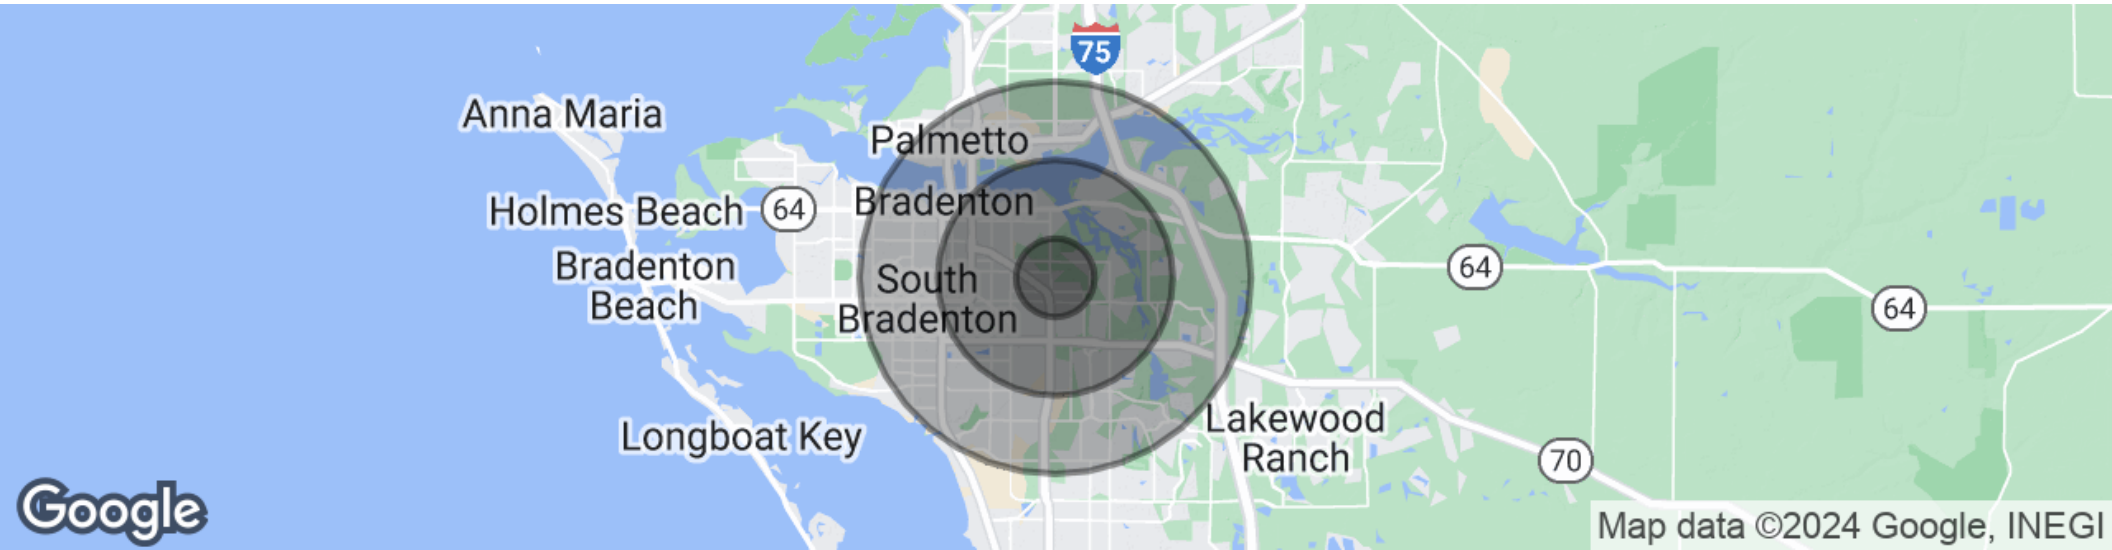 75
Anna Maria
Palmetto
Holmes Beach
64
Bradenton
Bradenton
Beach
South
Bradenton
64
64
Lakewood
Ranch
Longboat Key
70
Google
Map data ©2024 Google, INEGI